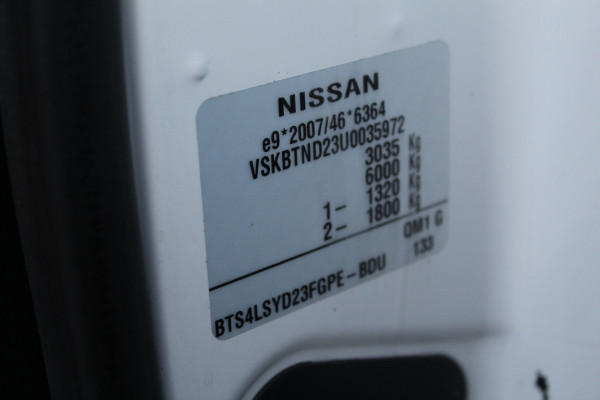 NISSAN
e9*2007/46*6364
VSKBTND23U0035972
3035 Kg
6000 Kg
1- 1320 Kg
2- 1800 Kg
QM1 G
133
BTS4LSYD23FGPE-BDU